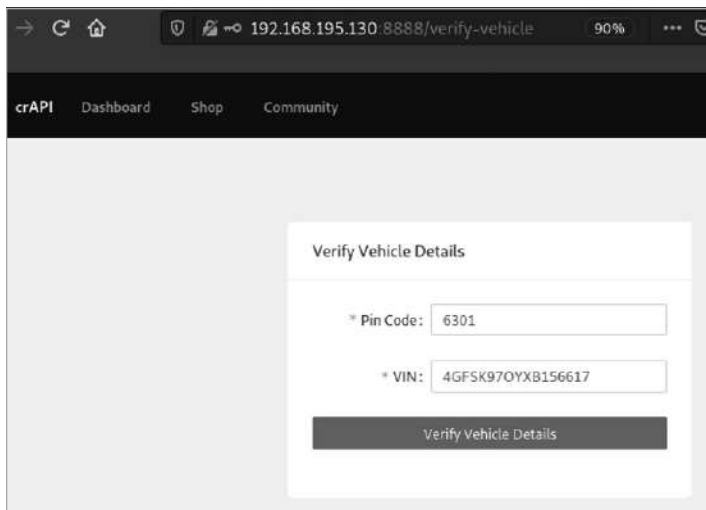 192.168.195.130:8888/verify-vehicle 90%
crAPI Dashboard Shop Community
Verify Vehicle Details
* Pin Code: 6301
* VIN: 4GFSK97OYXB156617
Verify Vehicle Details